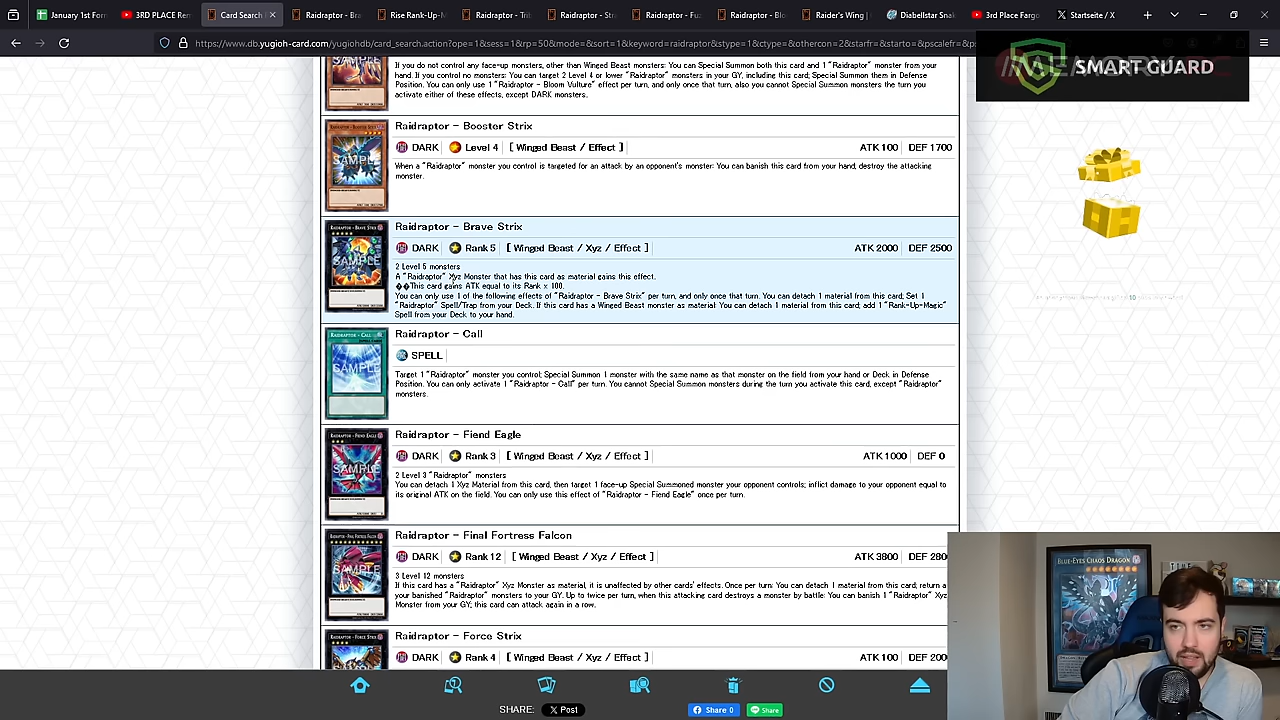 January 1st For
3RD PLACE Rem
Card Search
Raidraptor - Bra
Rise Rank-Up-M
Raidraptor - Tri
Raidraptor - Stra
Raidraptor - Fu
Raidraptor - Blo
's Wing |
Diabellstar Snak
3rd Place Fargo
Startseite / X
https://www.db.yugioh-card.com/yugiohdb/card_search.action?ope=1&sess=1&rp=50&mode=&sort=1&keyword=raidraptor&stype=1&ctype=&othercon=2&starfr=&starto=&
SMART GUARD
If you do not control any face-up monsters, other than Winged Beast monsters: You can Special Summon both this card and 1 "Raidraptor" monster from your
hand. If you control no monsters: You can target 2 Level 4 or lower "Raidraptor" monsters in your GY, including this card; Special Summon them in Defense
Position. You can only use 1 "Raidraptor - Bloom Vulture" effect per turn, and only once that turn, also you cannot Special Summon monsters the turn you
activate either of these effects, except DARK monsters.
Raidraptor - Booster Strix
DARK Level 4 [ Winged Beast / Effect ] ATK 100 DEF 1700
When a "Raidraptor" monster you control is targeted for an attack by an opponent's monster: You can banish this card from your hand; destroy the attacking
monster.
SAMPLE
Raidraptor - Brave Strix
DARK Rank 5 [ Winged Beast / Xyz / Effect ] ATK 2000 DEF 2500
2 Level 5 monsters
A "Raidraptor" Xyz Monster that has this card as material gains this effect.
��This card gains ATK equal to its Rank x 100.
You can only use 1 of the following effects of "Raidraptor - Brave Strix" per turn, and only once that turn. You can detach 1 material from this card; Set 1
"Raidraptor" Spell/Trap from your Deck. If this card has a Winged Beast monster as material: You can detach 1 material from this card; add 1 "Rank-Up-Magic"
Spell from your Deck to your hand.
SAMPLE
Raidraptor - Call
SPELL
Target 1 "Raidraptor" monster you control; Special Summon 1 monster with the same name as that monster on the field from your hand or Deck in Defense
Position. You can only activate 1 "Raidraptor - Call" per turn. You cannot Special Summon monsters during the turn you activate this card, except "Raidraptor"
monsters.
SAMPLE
Raidraptor - Fiend Eagle
DARK Rank 3 [ Winged Beast / Xyz / Effect ] ATK 1000 DEF 0
2 Level 3 "Raidraptor" monsters
You can detach 1 Xyz Material from this card, then target 1 face-up Special Summoned monster your opponent controls; inflict damage to your opponent equal to
its original ATK on the field. You can only use this effect of "Raidraptor - Fiend Eagle" once per turn.
SAMPLE
Raidraptor - Final Fortress Falcon
DARK Rank 12 [ Winged Beast / Xyz / Effect ] ATK 3800 DEF 280
3 Level 12 monsters
If this card has a "Raidraptor" Xyz Monster as material, it is unaffected by other cards' effects. Once per turn: You can detach 1 material from this card; return a
your banished "Raidraptor" monsters to your GY. Up to twice per turn, when this attacking card destroys a monster by battle: You can banish 1 "Raidraptor" Xy
Monster from your GY; this card can attack again in a row.
SAMPLE
Raidraptor - Force Strix
DARK Rank 4 [ Winged Beast / Xyz / Effect ] ATK 100 DEF 200
SAMPLE
BLUE-EYES CHAOS DRAGON
SHARE: X Post Share 0 Share